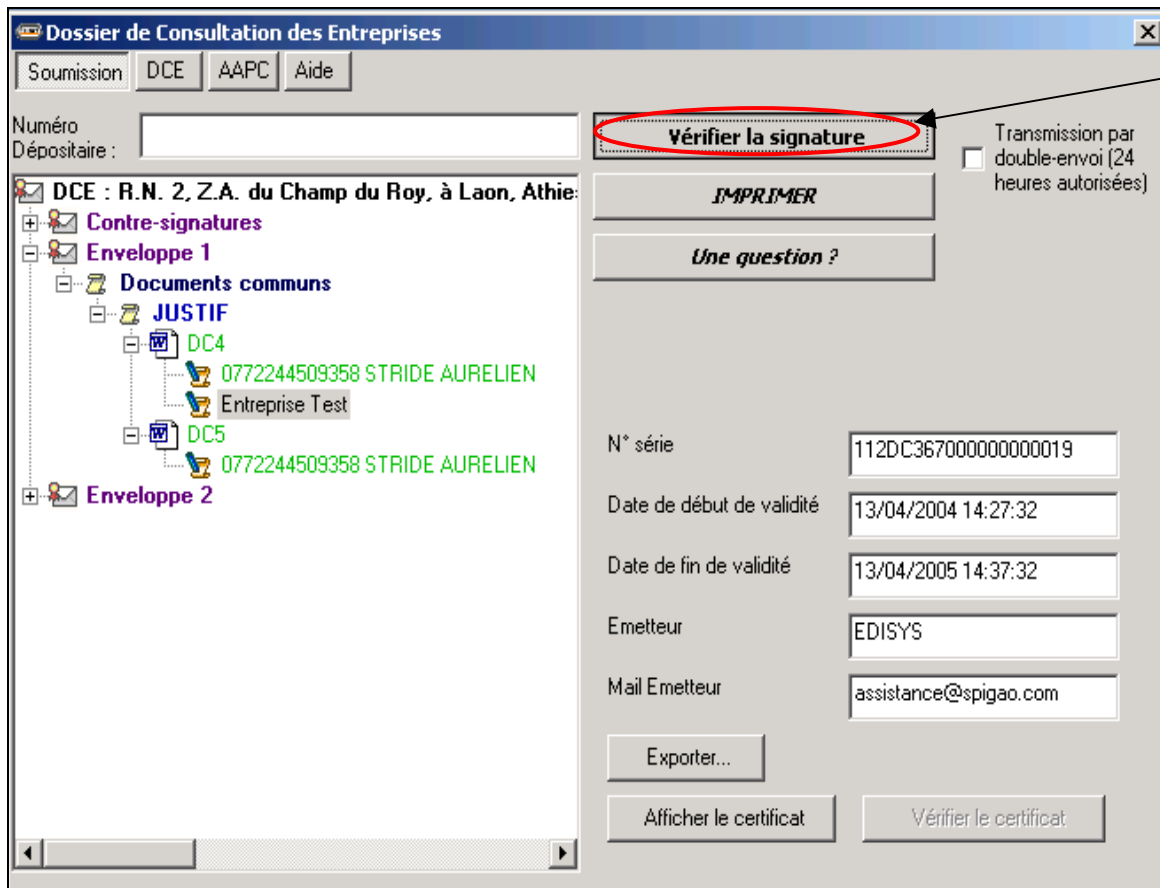 Dossier de Consultation des Entreprises
Soumission DCE AAPC Aide
Numéro
Dépositaire :
Vérifier la signature
Transmission par
double-envoi (24
heures autorisées)
IMPRIMER
Une question ?
DCE : R.N. 2, Z.A. du Champ du Roy, à Laon, Athie
Contre-signatures
Enveloppe 1
Documents communs
JUSTIF
DC4
0772244509358 STRIDE AURELIEN
Entreprise Test
DC5
0772244509358 STRIDE AURELIEN
Enveloppe 2
N° série
112DC367000000000019
Date de début de validité
13/04/2004 14:27:32
Date de fin de validité
13/04/2005 14:37:32
Emetteur
EDISYS
Mail Emetteur
assistance@spigao.com
Exporter...
Afficher le certificat
Vérifier le certificat